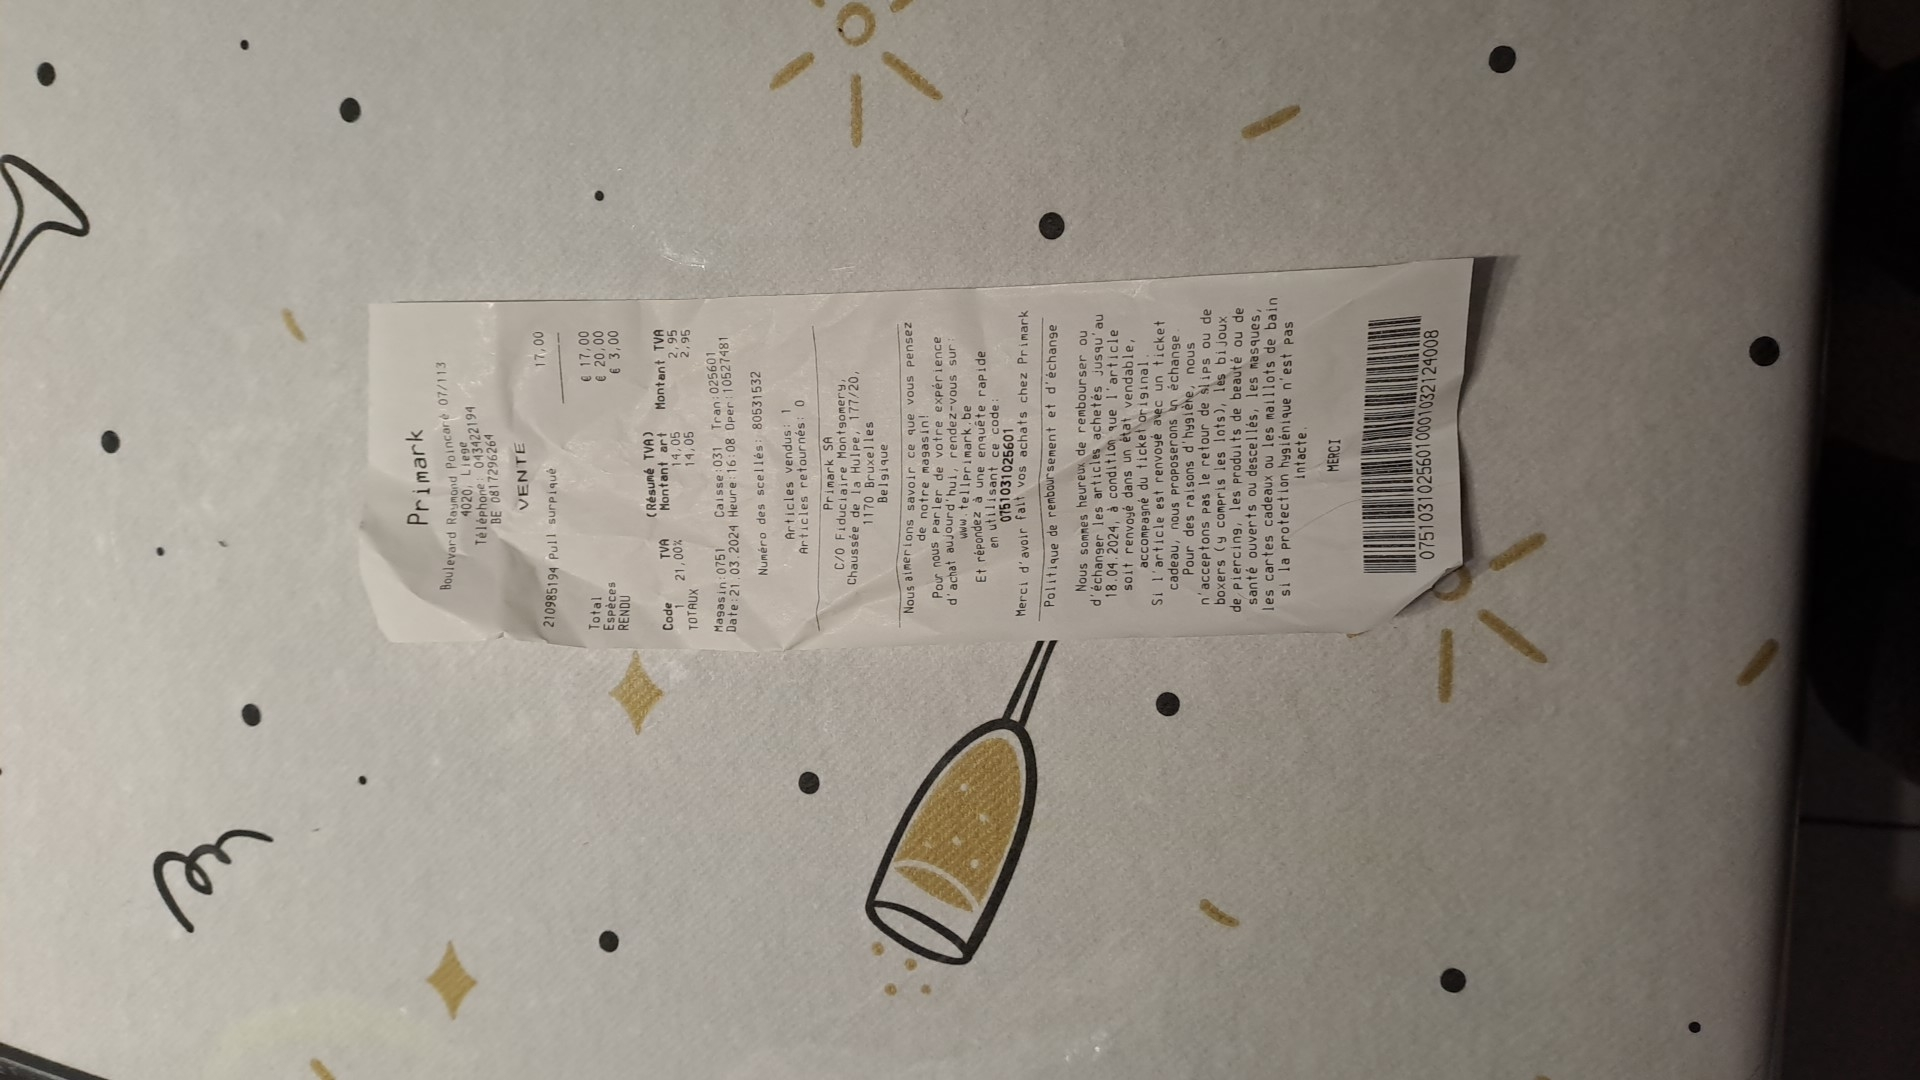 Primark
Boulevard Raymond Poincaré 07/113
4020, Liege
Téléphone: 043422194
BE 0817296264
VENTE
210985194 Pull surpiqué 17,00
Total € 17,00
Espèces € 20,00
RENDU € 3,00
(Résumé TVA)
Code TVA Montant art Montant TVA
1 21,00% 14,05 2,95
TOTAUX 14,05 2,95
Magasin:0751 Caisse:031 Tran:025601
Date:21.03.2024 Heure:16:08 Oper:10527481
Numéro des scellés: 80531532
Articles vendus: 1
Articles retournés: 0
Primark SA
C/O Fiduciaire Montgomery,
Chaussée de la Hulpe, 177/20,
1170 Bruxelles
Belgique
Nous aimerions savoir ce que vous pensez
de notre magasin!
Pour nous parler de votre expérience
d'achat aujourd'hui, rendez-vous sur:
www.tellprimark.be
Et répondez à une enquête rapide
en utilisant ce code:
0751031025601
Merci d'avoir fait vos achats chez Primark
Politique de remboursement et d'échange
Nous sommes heureux de rembourser ou
d'échanger les articles achetés jusqu'au
18.04.2024, à condition que l'article
soit renvoyé dans un état vendable,
accompagné du ticket original.
Si l'article est renvoyé avec un ticket
cadeau, nous proposerons un échange.
Pour des raisons d'hygiène, nous
n'acceptons pas le retour de slips ou de
boxers (y compris les lots), les bijoux
de piercing, les produits de beauté ou de
santé ouverts ou descellés, les masques,
les cartes cadeaux ou les maillots de bain
si la protection hygiénique n'est pas
intacte.
MERCI
0751031025601000103212​4008